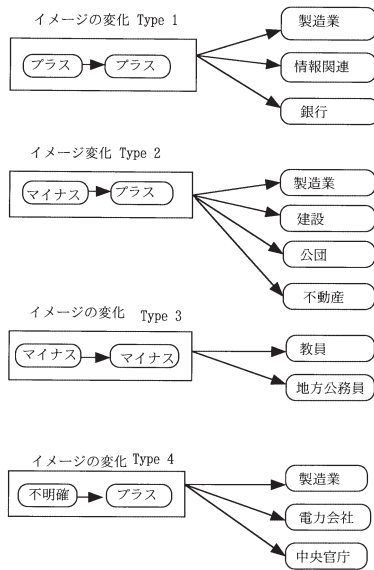 イメージの変化 Type 1
プラス
プラス
製造業
情報関連
銀行
イメージ変化 Type 2
マイナス
プラス
製造業
建設
公団
不動産
イメージの変化 Type 3
マイナス
マイナス
教員
地方公務員
イメージの変化 Type 4
不明確
プラス
製造業
電力会社
中央官庁